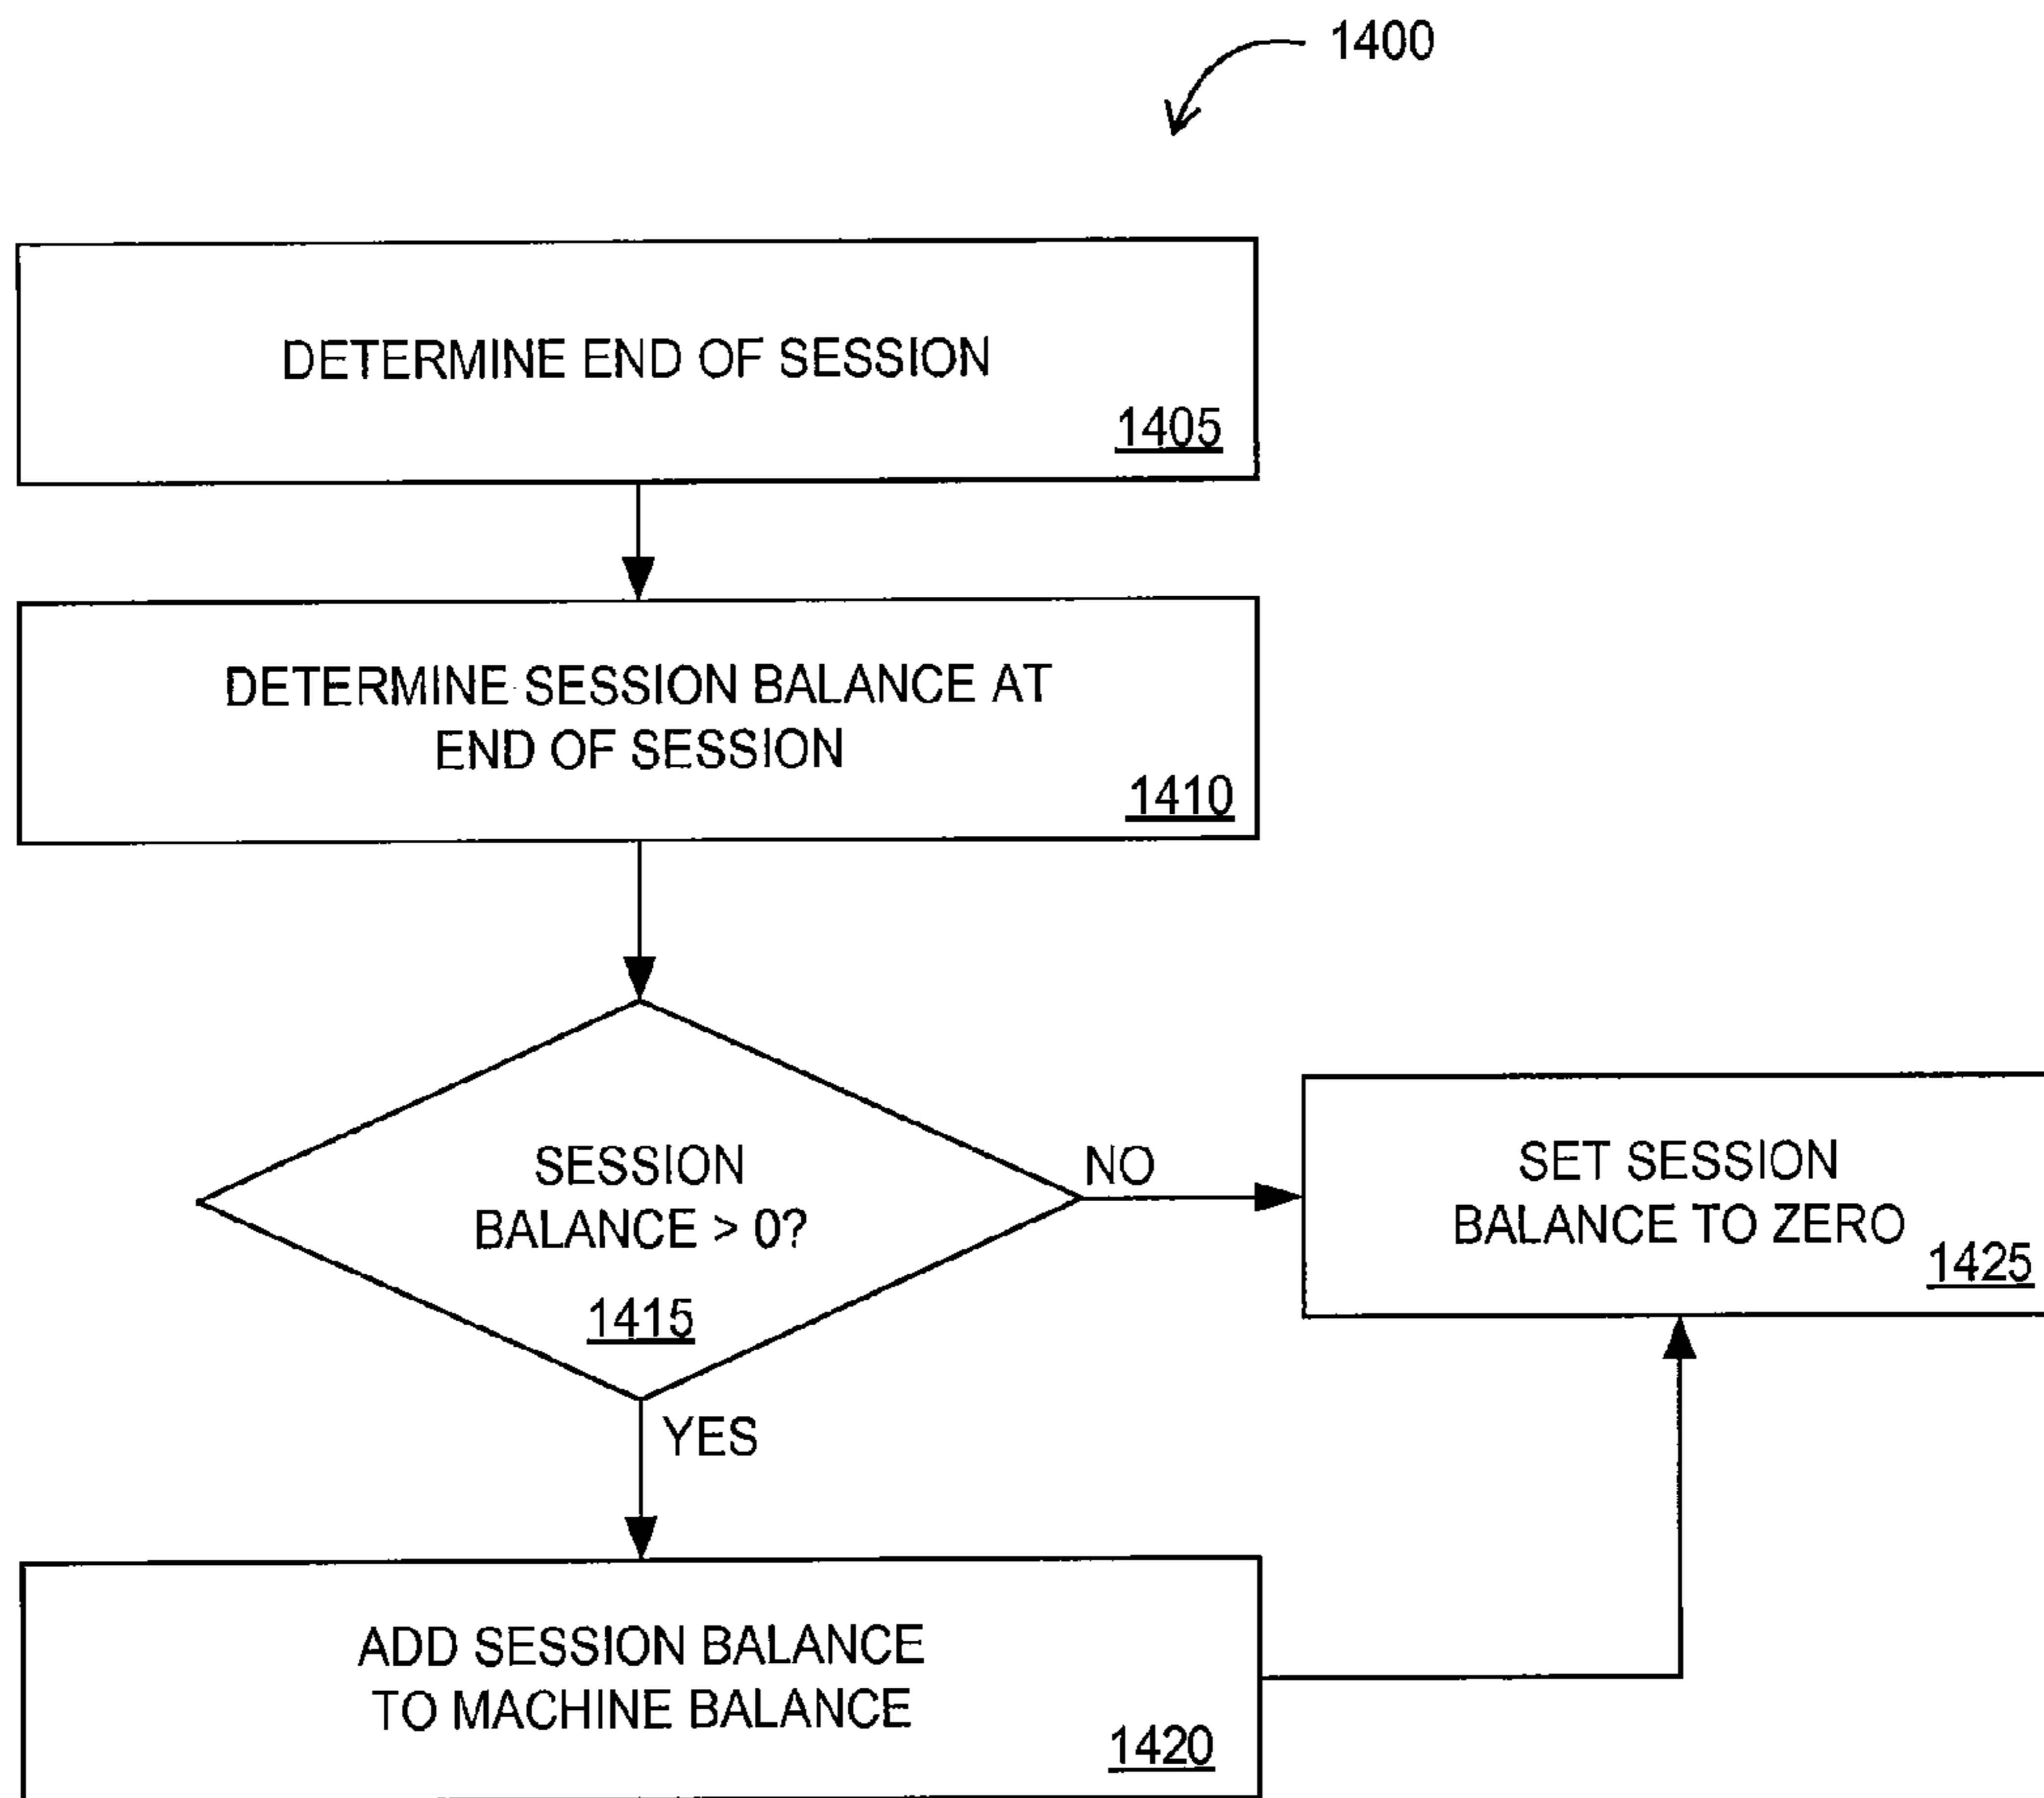 1400
DETERMINE END OF SESSION
1405
DETERMINE SESSION BALANCE AT
END OF SESSION
1410
SESSION
BALANCE > 0?
1415
NO
SET SESSION
BALANCE TO ZERO
1425
YES
ADD SESSION BALANCE
TO MACHINE BALANCE
1420